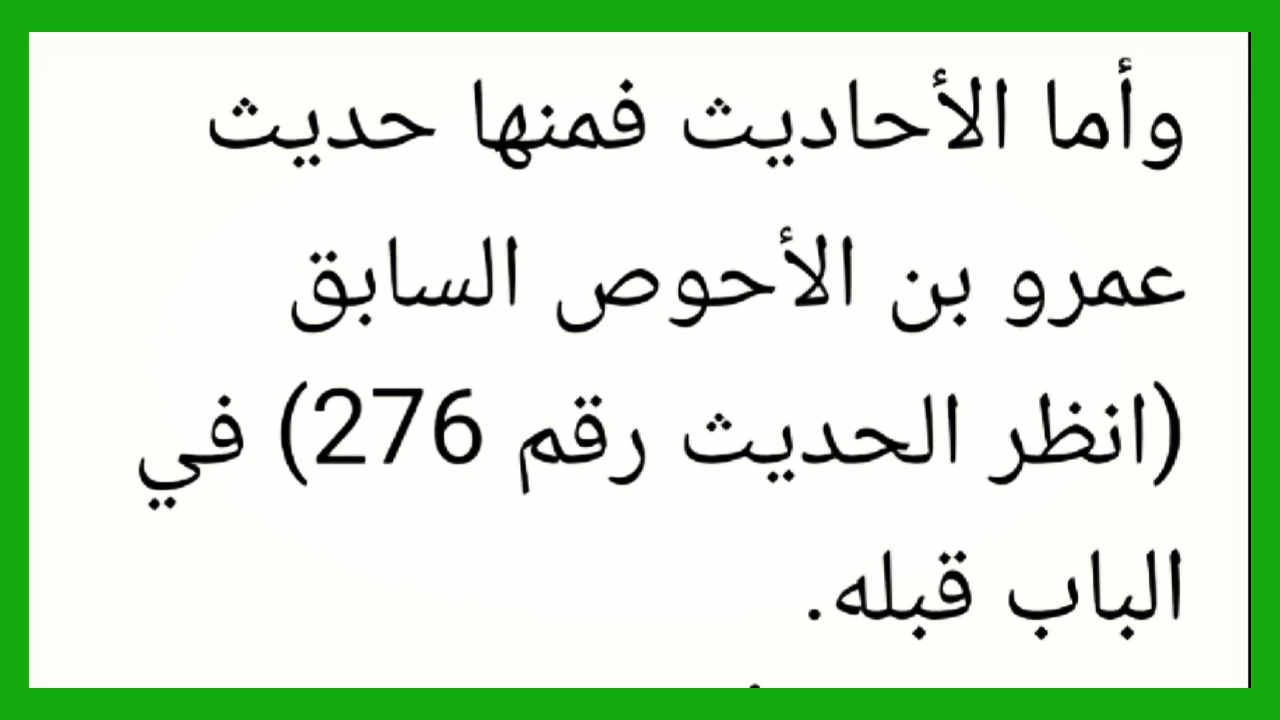 وأما الأحاديث فمنها حديث
عمرو بن الأحوص السابق
(انظر الحديث رقم 276) في
الباب قبله.